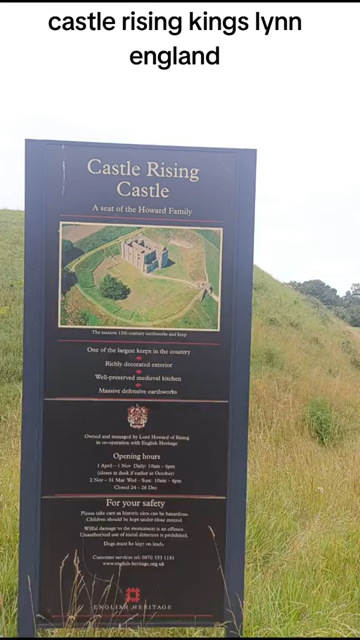 castle rising kings lynn
england
Castle Rising
Castle
A seat of the Howard Family
The massive 12th-century earthworks and keep
One of the largest keeps in the country
Richly decorated exterior
Well-preserved medieval kitchen
Massive defensive earthworks
Owned and managed by Lord Howard of Rising
in co-operation with English Heritage
Opening hours
1 April – 1 Nov Daily: 10am – 6pm
(closes at dusk if earlier in October)
2 Nov – 31 Mar Wed – Sun: 10am – 4pm
Closed 24 – 26 Dec
For your safety
Please take care as historic sites can be hazardous.
Children should be kept under close control.
Wilful damage to the monument is an offence.
Unauthorised use of metal detectors is prohibited.
Dogs must be kept on leads.
Customer services tel: 0870 333 1181
www.english-heritage.org.uk
ENGLISH HERITAGE